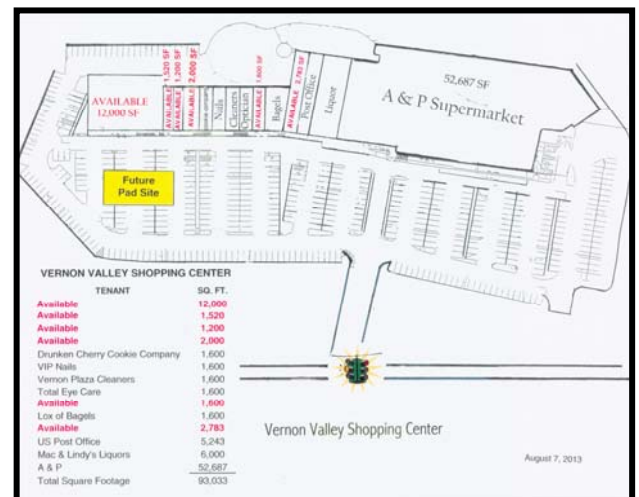 AVAILABLE
12,000 SF
AVAILABLE 1,520 SF
AVAILABLE 1,200 SF
AVAILABLE 2,000 SF
Nails
Cleaners
Optician
AVAILABLE 1,600 SF
Bagels
AVAILABLE 2,783 SF
Post Office
Liquor
52,687 SF
A & P Supermarket
Future
Pad Site
VERNON VALLEY SHOPPING CENTER
TENANT SQ. FT.
Available 12,000
Available 1,520
Available 1,200
Available 2,000
Drunken Cherry Cookie Company 1,600
VIP Nails 1,600
Vernon Plaza Cleaners 1,600
Total Eye Care 1,600
Available 1,600
Lox of Bagels 1,600
Available 2,783
US Post Office 5,243
Mac & Lindy's Liquors 6,000
A & P 52,687
Total Square Footage 93,033
Vernon Valley Shopping Center
August 7, 2013